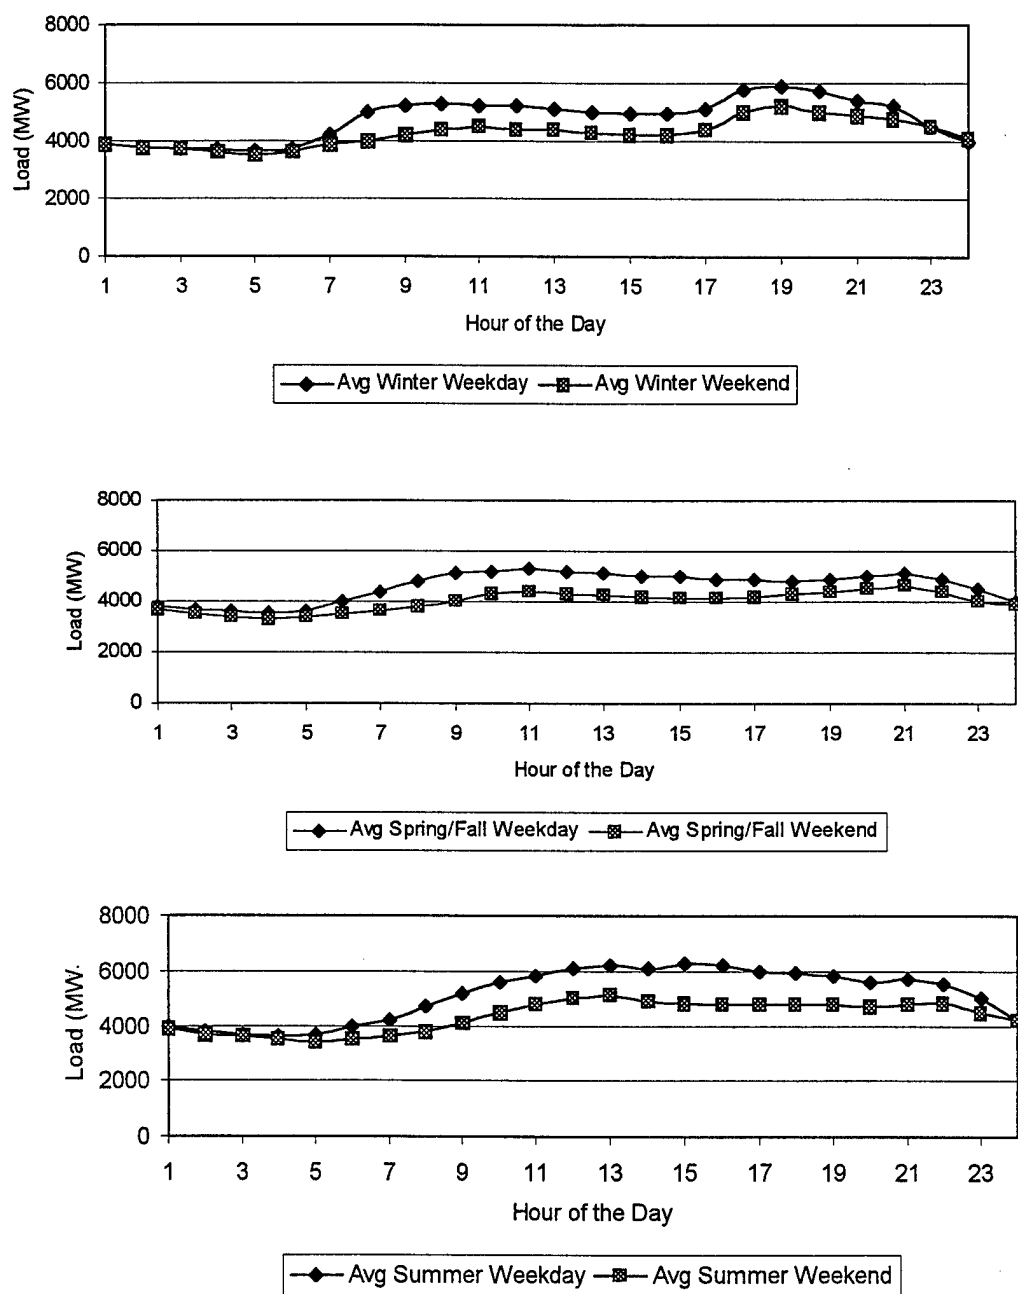 8000
6000
4000
2000
0
Load (MW)
1 3 5 7 9 11 13 15 17 19 21 23
Hour of the Day
Avg Winter Weekday Avg Winter Weekend
8000
6000
4000
2000
0
Load (MW)
1 3 5 7 9 11 13 15 17 19 21 23
Hour of the Day
Avg Spring/Fall Weekday Avg Spring/Fall Weekend
8000
6000
4000
2000
0
Load (MW.
1 3 5 7 9 11 13 15 17 19 21 23
Hour of the Day
Avg Summer Weekday Avg Summer Weekend